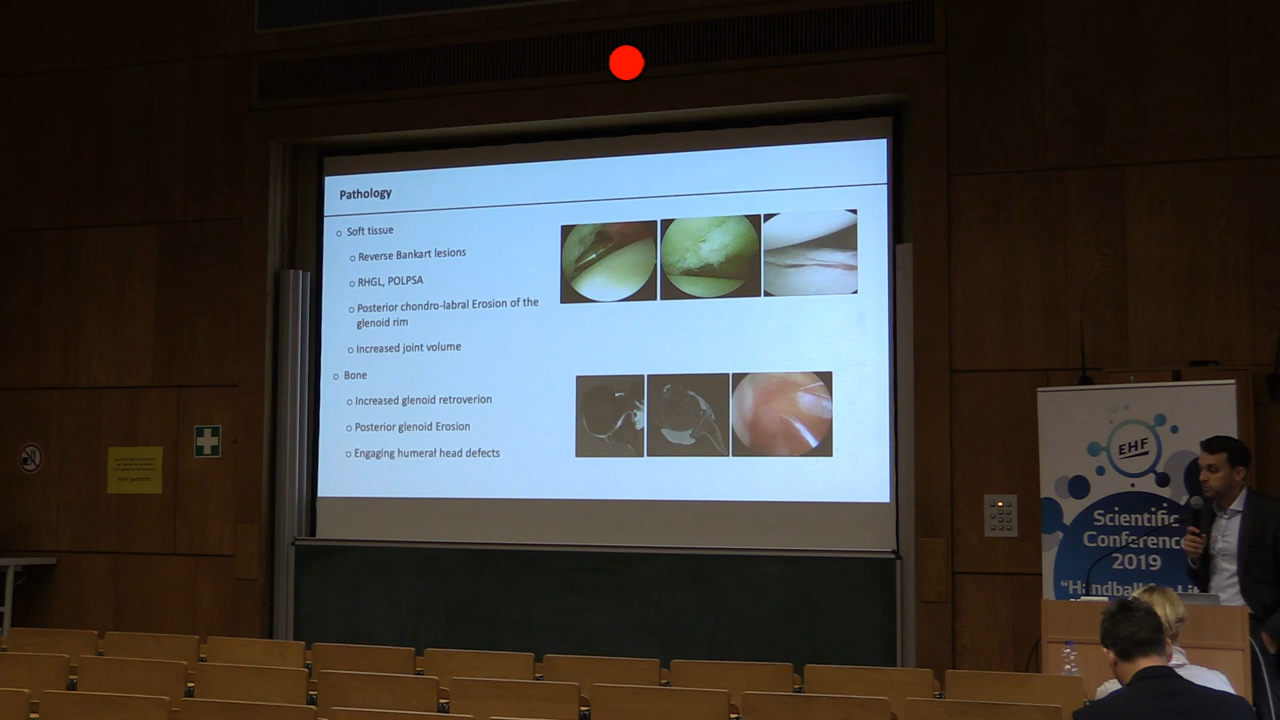 Pathology
Soft tissue
Reverse Bankart lesions
RHGL, POLPSA
Posterior chondro-labral Erosion of the
glenoid rim
Increased joint volume
Bone
Increased glenoid retroverion
Posterior glenoid Erosion
Engaging humeral head defects
EHF
Scientific
Conference
2019
"Handball